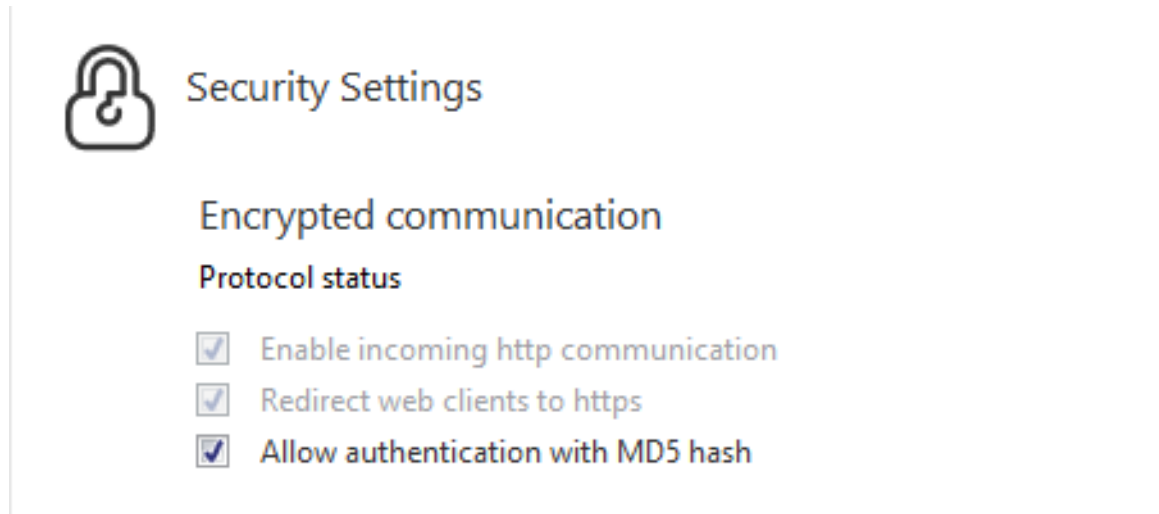 Security Settings
Encrypted communication
Protocol status
Enable incoming http communication
Redirect web clients to https
Allow authentication with MD5 hash